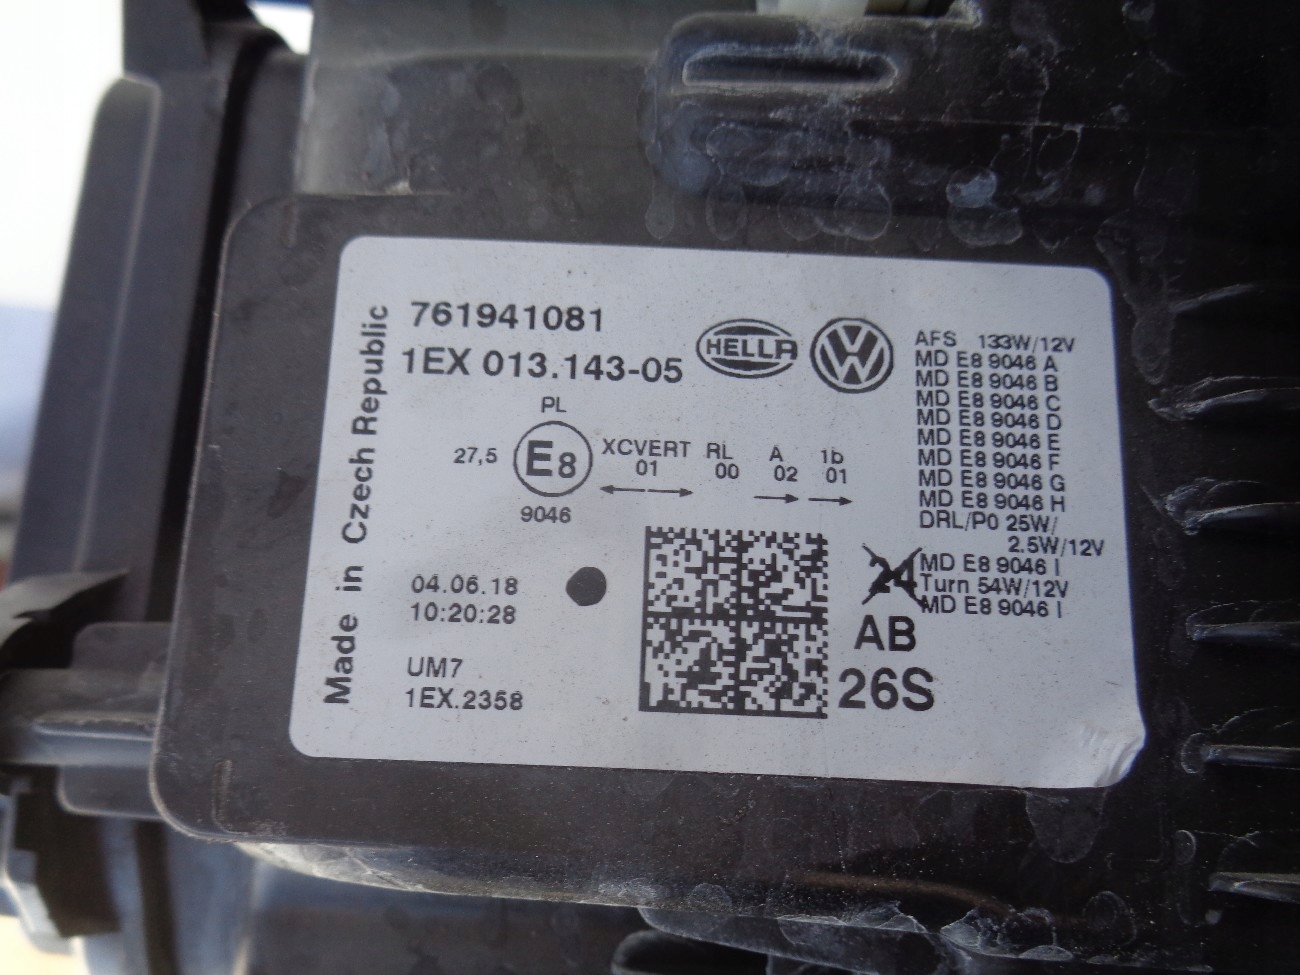 Made in Czech Republic
761941081
1EX 013.143-05
HELLA
VW
PL
27,5 E8 XCVERT 01 RL 00 A 02 1b 01
9046
04.06.18
10:20:28
UM7
1EX.2358
AFS 133W/12V
MD E8 9046 A
MD E8 9046 B
MD E8 9046 C
MD E8 9046 D
MD E8 9046 E
MD E8 9046 F
MD E8 9046 G
MD E8 9046 H
DRL/P0 25W/
2.5W/12V
MD E8 9046 I
Turn 54W/12V
MD E8 9046 I
24
AB
26S